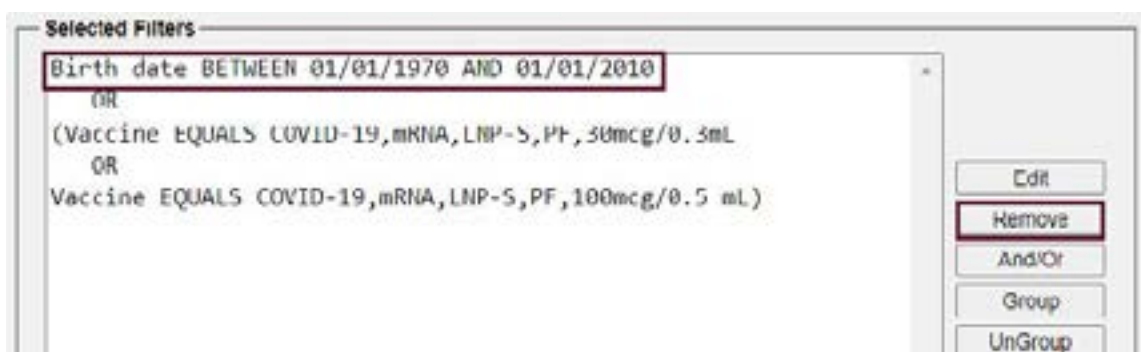 Selected Filters
Birth date BETWEEN 01/01/1970 AND 01/01/2010
OR
(Vaccine EQUALS COVID-19,mRNA,LNP-S,PF,30mcg/0.3mL
OR
Vaccine EQUALS COVID-19,mRNA,LNP-S,PF,100mcg/0.5 mL)
Edit
Remove
And/Or
Group
UnGroup